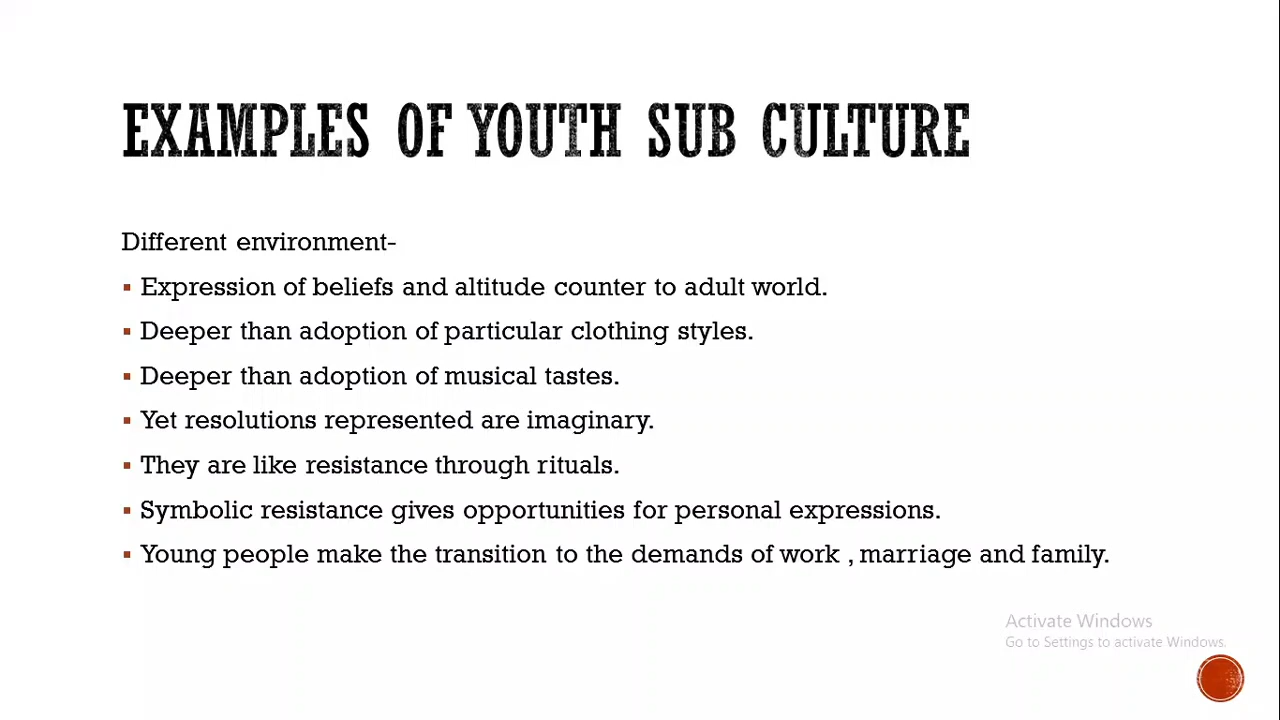 EXAMPLES OF YOUTH SUB CULTURE
Different environment-
▪ Expression of beliefs and altitude counter to adult world.
▪ Deeper than adoption of particular clothing styles.
▪ Deeper than adoption of musical tastes.
▪ Yet resolutions represented are imaginary.
▪ They are like resistance through rituals.
▪ Symbolic resistance gives opportunities for personal expressions.
▪ Young people make the transition to the demands of work , marriage and family.
Activate Windows
Go to Settings to activate Windows.